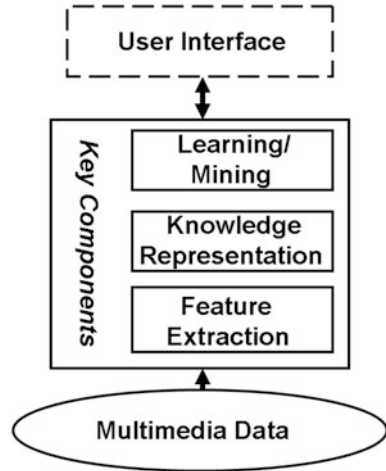 User Interface
Key Components
Learning/
Mining
Knowledge
Representation
Feature
Extraction
Multimedia Data